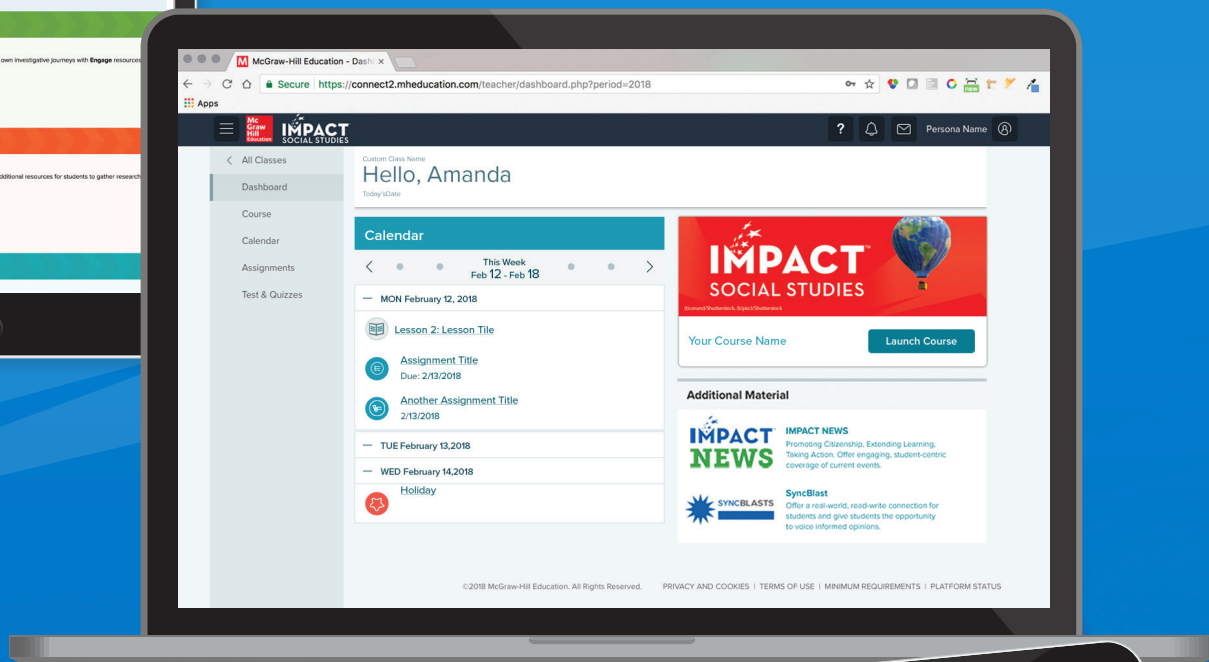 own investigative journeys with Engage resources
additional resources for students to gather research
McGraw-Hill Education - Dash
Secure https://connect2.mheducation.com/teacher/dashboard.php?period=2018
new
Apps
Mc
Graw
Hill
Education
IMPACT
SOCIAL STUDIES
?
Persona Name
All Classes
Dashboard
Course
Calendar
Assignments
Test & Quizzes
Custom Class Name
Hello, Amanda
Today'sDate
Calendar
This Week
Feb 12 - Feb 18
— MON February 12, 2018
Lesson 2: Lesson Tile
Assignment Title
Due: 2/13/2018
Another Assignment Title
2/13/2018
— TUE February 13,2018
— WED February 14,2018
Holiday
IMPACT™
SOCIAL STUDIES
Your Course Name
Launch Course
Additional Material
IMPACT
NEWS
IMPACT NEWS
Promoting Citizenship, Extending Learning,
Taking Action. Offer engaging, student-centric
coverage of current events.
SYNCBLASTS
SyncBlast
Offer a real-world, read-write connection for
students and give students the opportunity
to voice informed opinions.
©2018 McGraw-Hill Education. All Rights Reserved. PRIVACY AND COOKIES | TERMS OF USE | MINIMUM REQUIREMENTS | PLATFORM STATUS